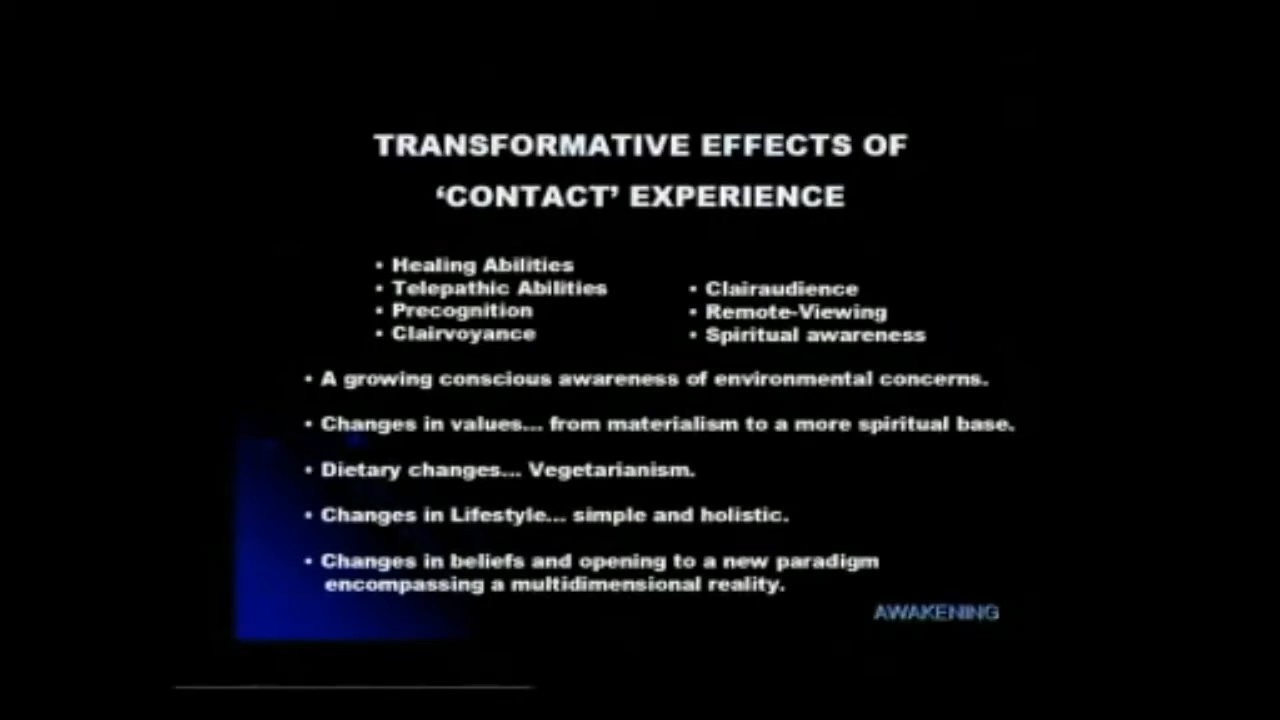 TRANSFORMATIVE EFFECTS OF
‘CONTACT’ EXPERIENCE
• Healing Abilities
• Telepathic Abilities
• Precognition
• Clairvoyance
• Clairaudience
• Remote-Viewing
• Spiritual awareness
• A growing conscious awareness of environmental concerns.
• Changes in values... from materialism to a more spiritual base.
• Dietary changes... Vegetarianism.
• Changes in Lifestyle... simple and holistic.
• Changes in beliefs and opening to a new paradigm
encompassing a multidimensional reality.
AWAKENING